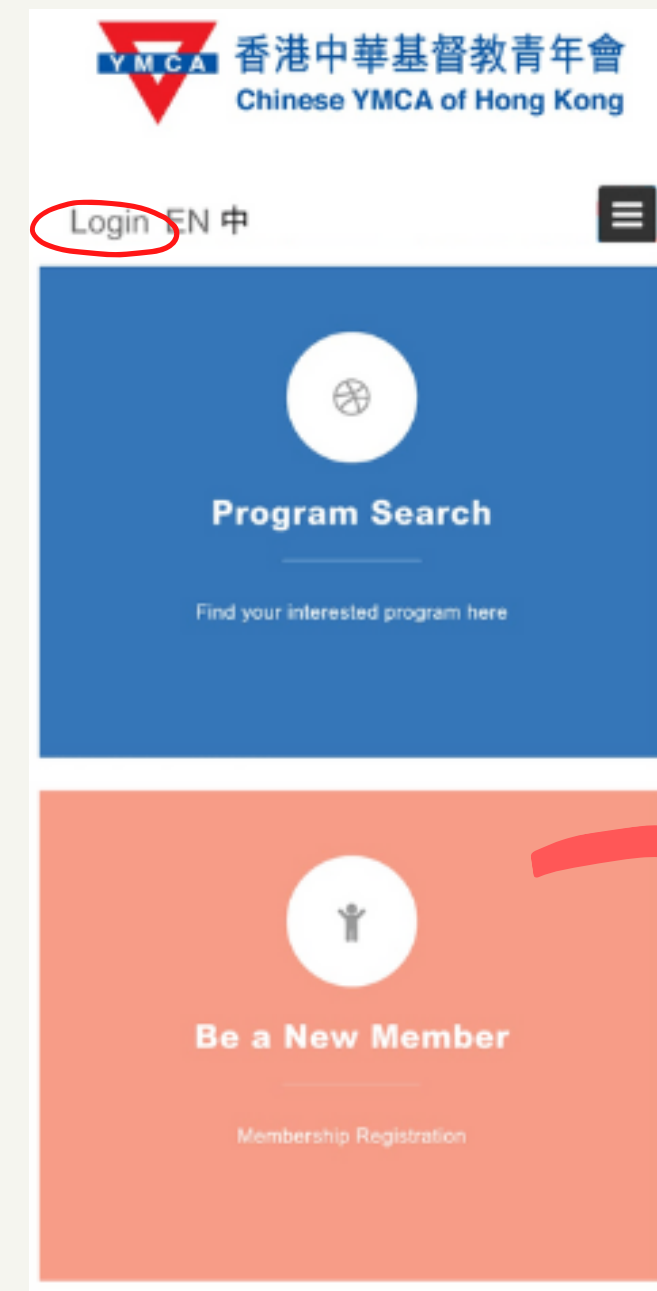 YMCA 香港中華基督教青年會
Chinese YMCA of Hong Kong
Login EN 中
Program Search
Find your interested program here
Be a New Member
Membership Registration